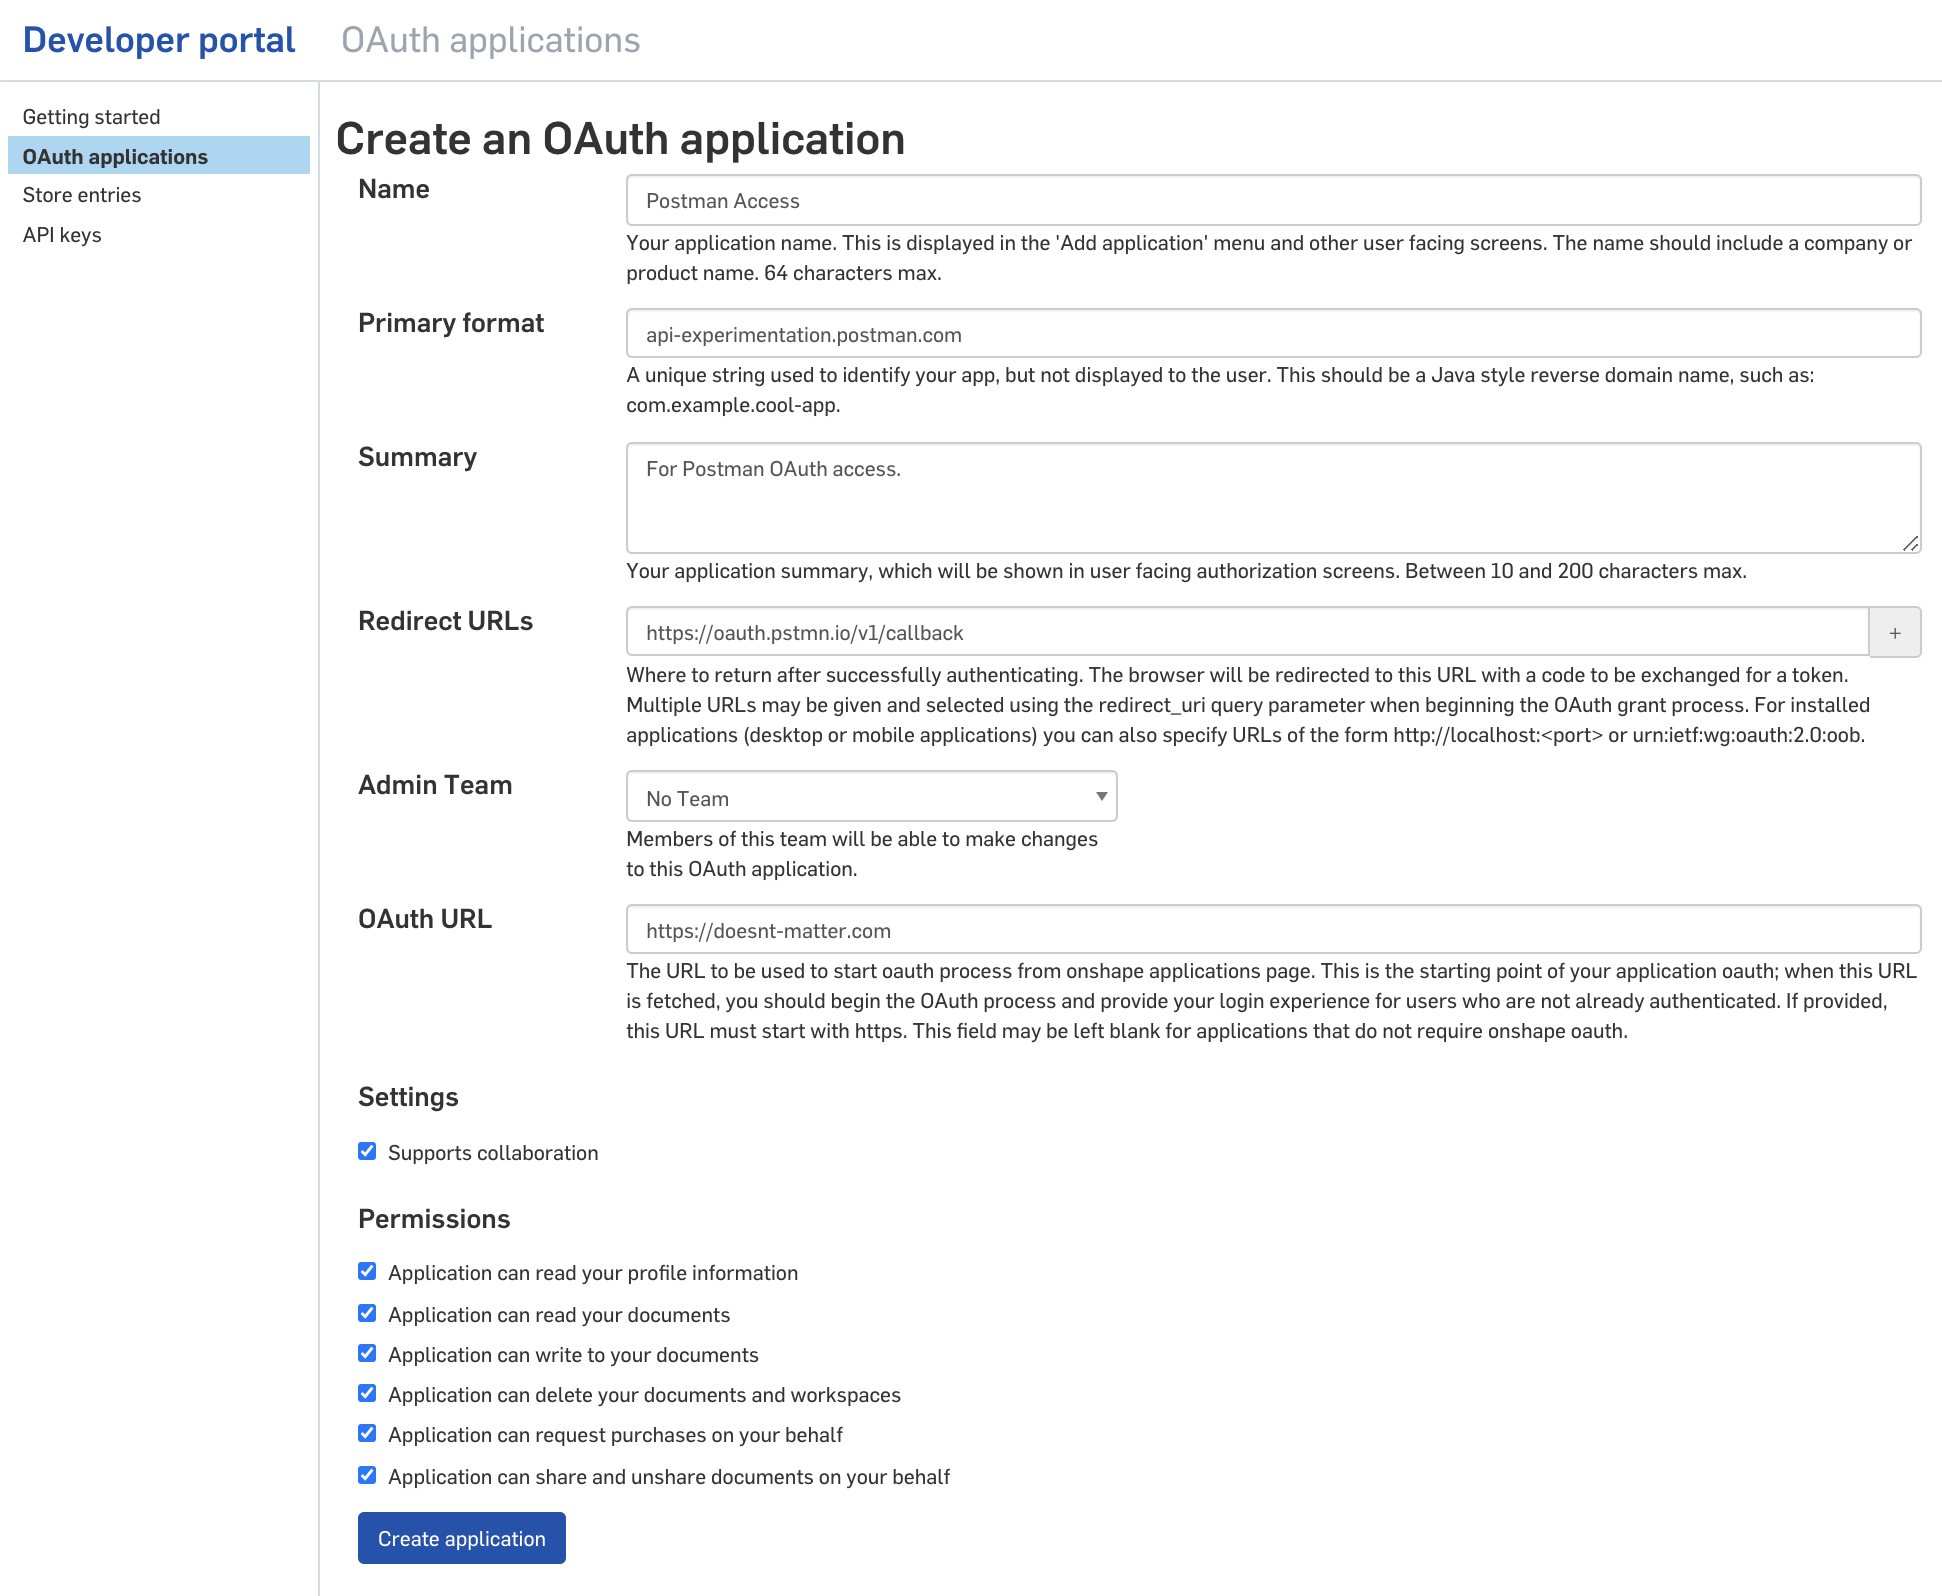 Developer portal
OAuth applications
Getting started
OAuth applications
Store entries
API keys
Create an OAuth application
Name
Postman Access
Your application name. This is displayed in the 'Add application' menu and other user facing screens. The name should include a company or
product name. 64 characters max.
Primary format
api-experimentation.postman.com
A unique string used to identify your app, but not displayed to the user. This should be a Java style reverse domain name, such as:
com.example.cool-app.
Summary
For Postman OAuth access.
Your application summary, which will be shown in user facing authorization screens. Between 10 and 200 characters max.
Redirect URLs
https://oauth.pstmn.io/v1/callback
+
Where to return after successfully authenticating. The browser will be redirected to this URL with a code to be exchanged for a token.
Multiple URLs may be given and selected using the redirect_uri query parameter when beginning the OAuth grant process. For installed
applications (desktop or mobile applications) you can also specify URLs of the form http://localhost:<port> or urn:ietf:wg:oauth:2.0:oob.
Admin Team
No Team
Members of this team will be able to make changes
to this OAuth application.
OAuth URL
https://doesnt-matter.com
The URL to be used to start oauth process from onshape applications page. This is the starting point of your application oauth; when this URL
is fetched, you should begin the OAuth process and provide your login experience for users who are not already authenticated. If provided,
this URL must start with https. This field may be left blank for applications that do not require onshape oauth.
Settings
Supports collaboration
Permissions
Application can read your profile information
Application can read your documents
Application can write to your documents
Application can delete your documents and workspaces
Application can request purchases on your behalf
Application can share and unshare documents on your behalf
Create application